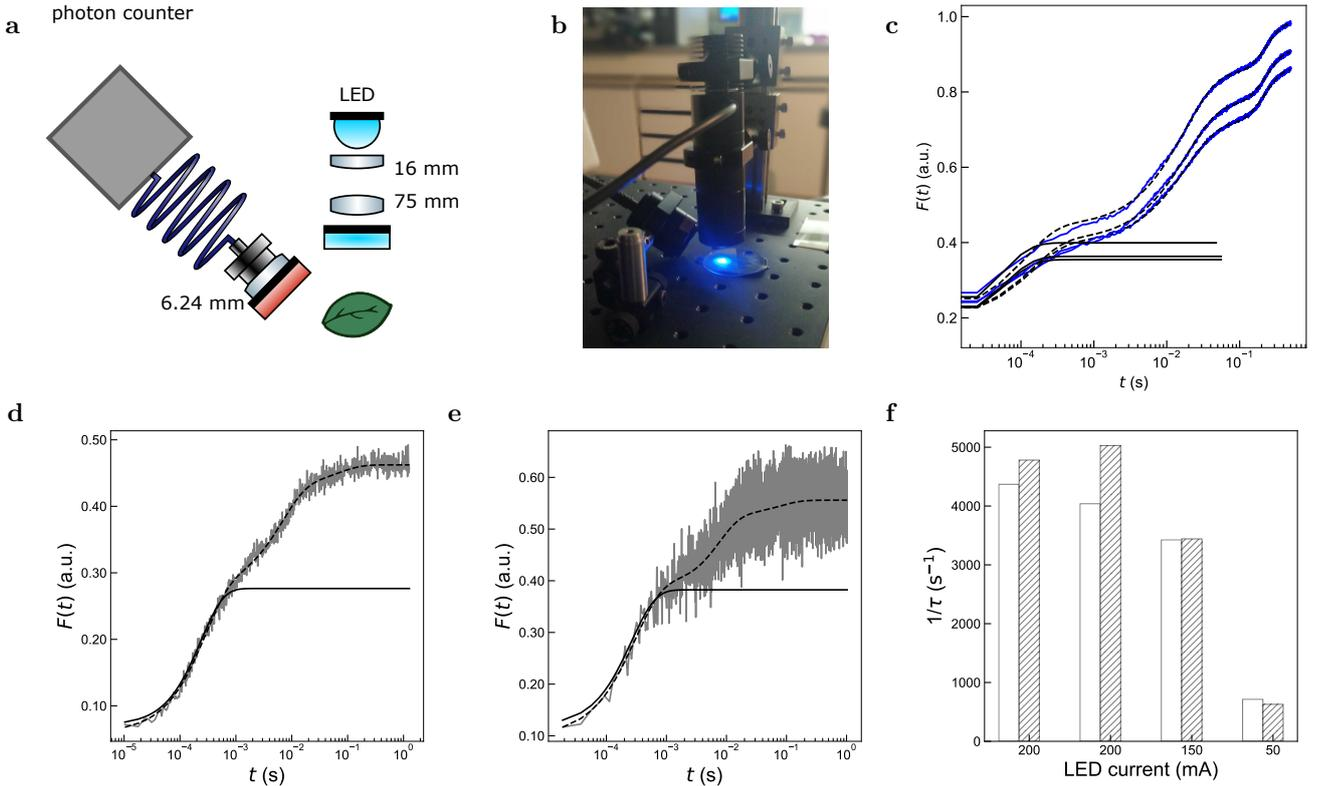 a
photon counter
LED
16 mm
75 mm
6.24 mm
b
c
1.0
0.8
0.6
0.4
0.2
F(t) (a.u.)
10⁻⁴ 10⁻³ 10⁻² 10⁻¹
t (s)
d
0.50
0.40
0.30
0.20
0.10
F(t) (a.u.)
10⁻⁵ 10⁻⁴ 10⁻³ 10⁻² 10⁻¹ 10⁰
t (s)
e
0.60
0.50
0.40
0.30
0.20
0.10
F(t) (a.u.)
10⁻⁴ 10⁻³ 10⁻² 10⁻¹ 10⁰
t (s)
f
5000
4000
3000
2000
1000
0
1/τ (s⁻¹)
200 200 150 50
LED current (mA)